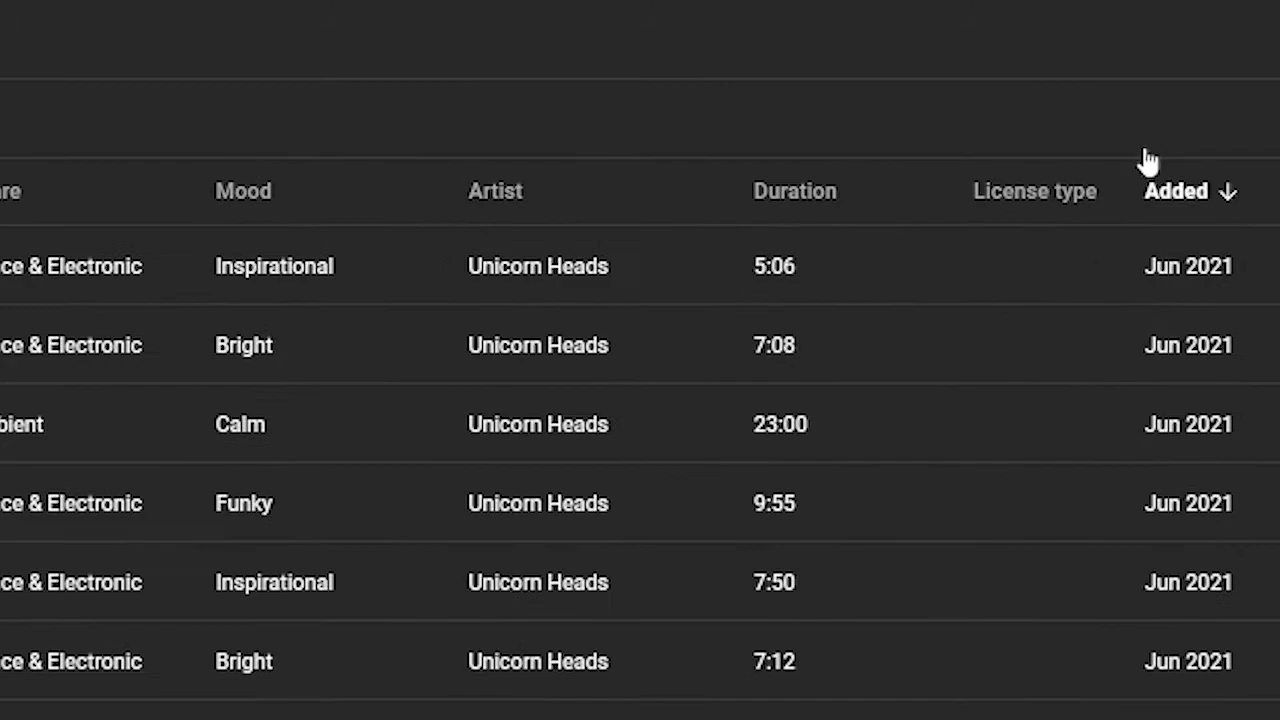 re Mood Artist Duration License type Added
ce & Electronic Inspirational Unicorn Heads 5:06 Jun 2021
ce & Electronic Bright Unicorn Heads 7:08 Jun 2021
bient Calm Unicorn Heads 23:00 Jun 2021
ce & Electronic Funky Unicorn Heads 9:55 Jun 2021
ce & Electronic Inspirational Unicorn Heads 7:50 Jun 2021
ce & Electronic Bright Unicorn Heads 7:12 Jun 2021